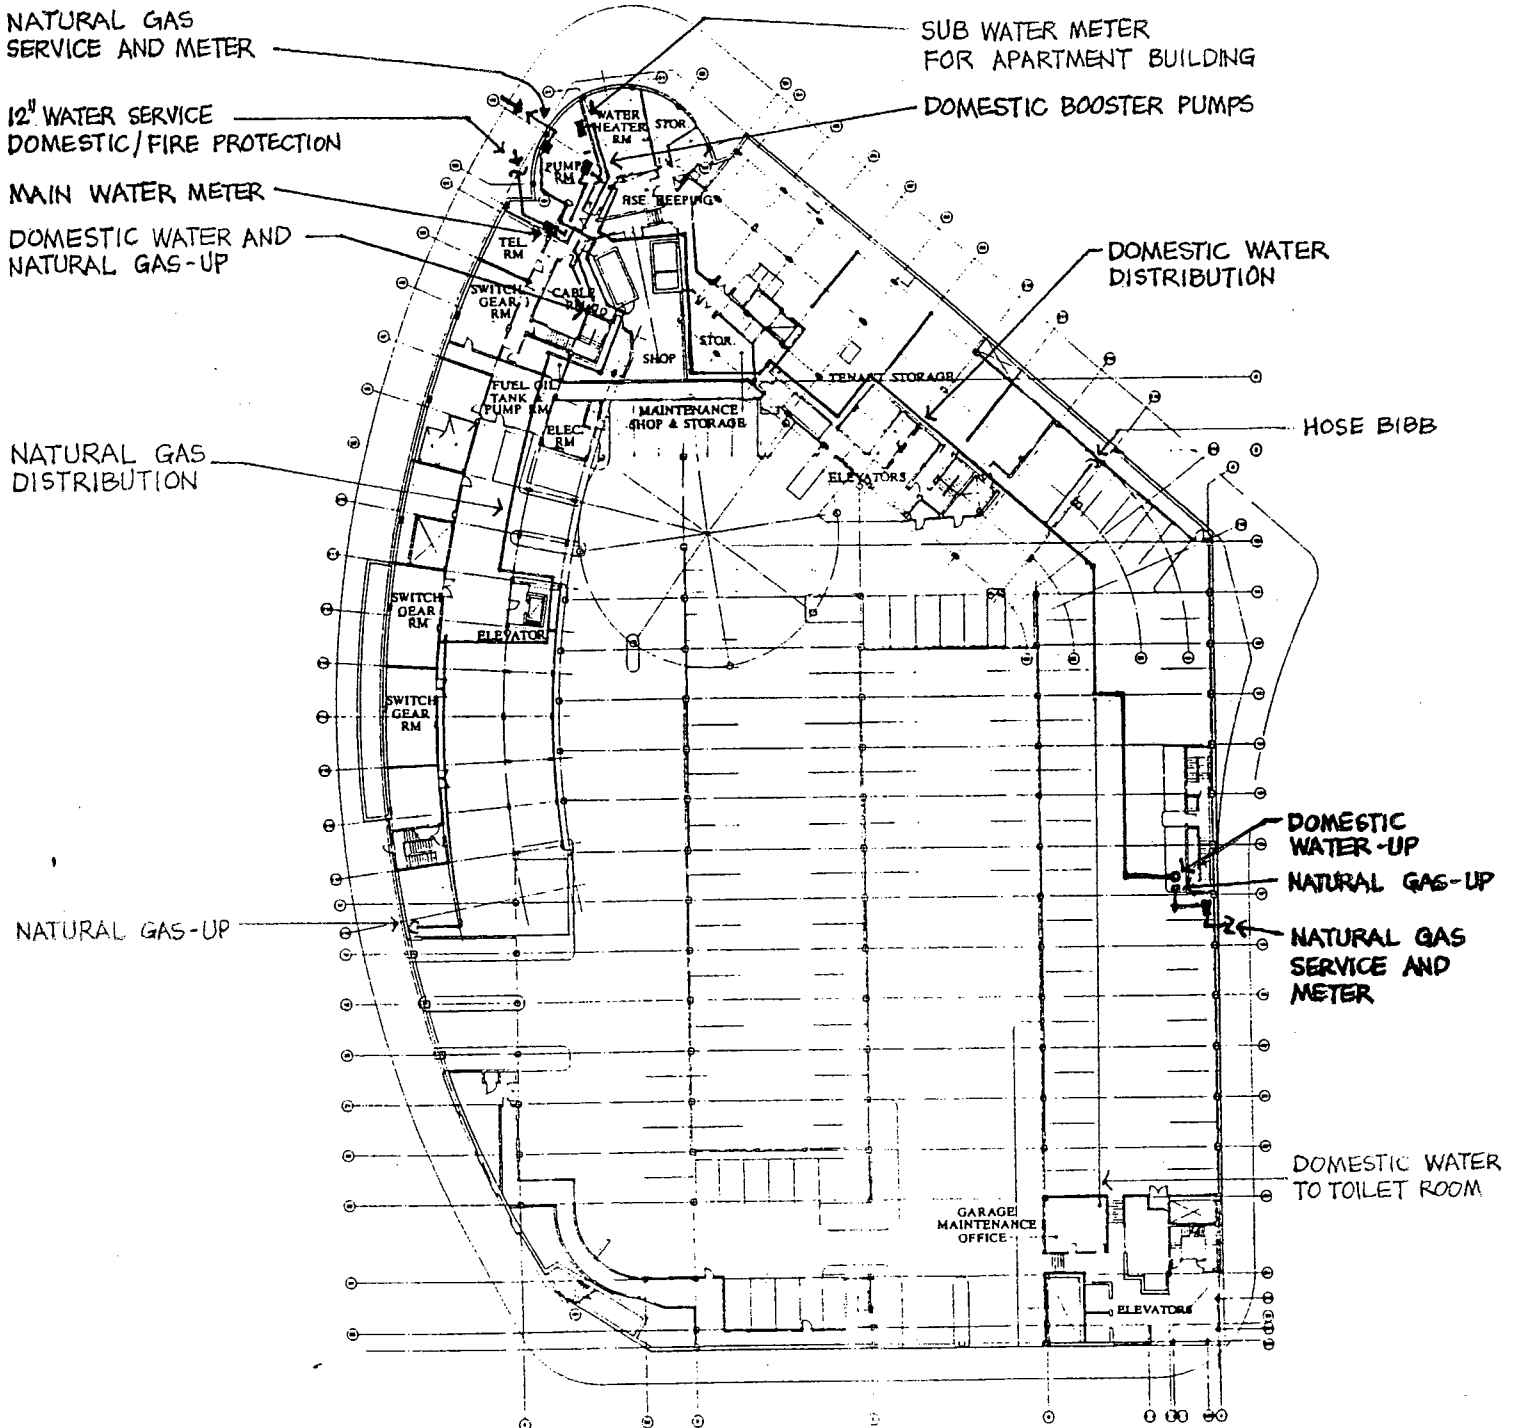 NATURAL GAS
SERVICE AND METER
12" WATER SERVICE
DOMESTIC/FIRE PROTECTION
MAIN WATER METER
DOMESTIC WATER AND
NATURAL GAS-UP
NATURAL GAS
DISTRIBUTION
NATURAL GAS-UP
SUB WATER METER
FOR APARTMENT BUILDING
DOMESTIC BOOSTER PUMPS
DOMESTIC WATER
DISTRIBUTION
HOSE BIBB
DOMESTIC
WATER-UP
NATURAL GAS-UP
NATURAL GAS
SERVICE AND
METER
DOMESTIC WATER
TO TOILET ROOM
WATER
HEATER
RM
STOR.
PUMP
RM
HSE KEEPING
TEL.
RM
SWITCH
GEAR
RM
CABLE
RM
SHOP
STOR.
FUEL OIL
TANK &
PUMP RM
ELEC.
RM
MAINTENANCE
SHOP & STORAGE
TENANT STORAGE
ELEVATORS
SWITCH
GEAR
RM
ELEVATOR
SWITCH
GEAR
RM
GARAGE
MAINTENANCE
OFFICE
ELEVATORS